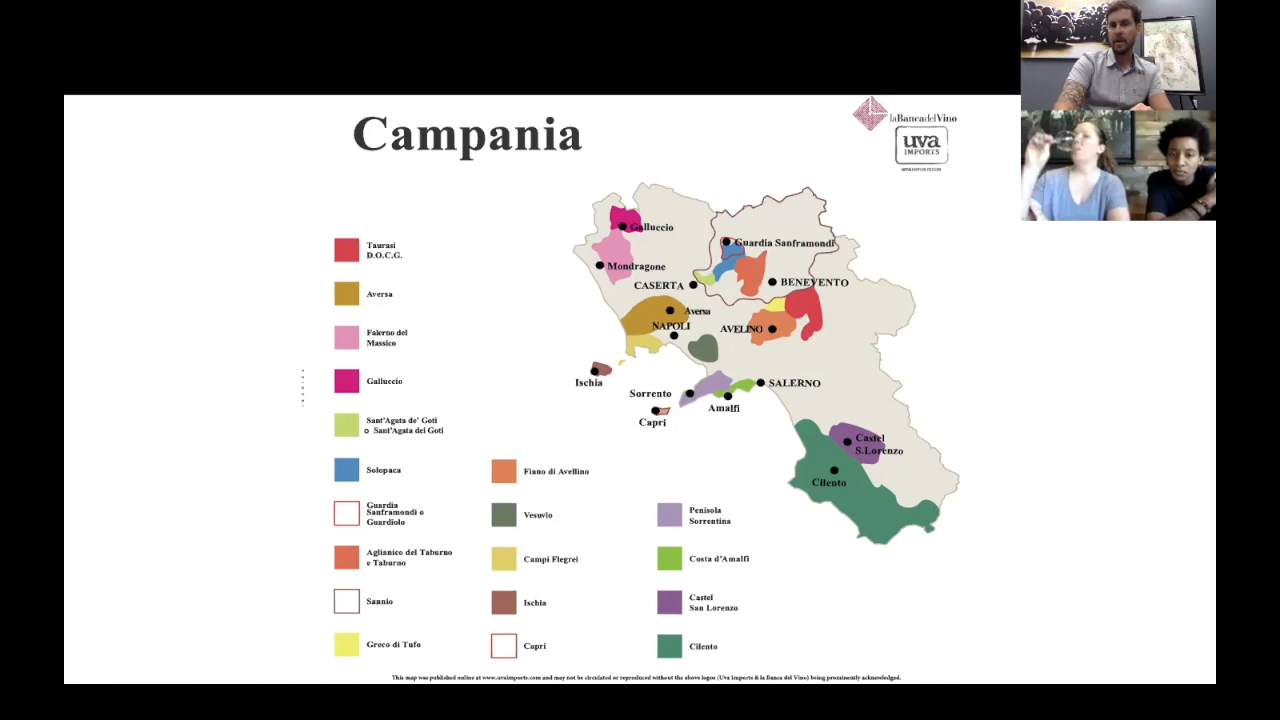 Campania
laBancadelVino
uva
IMPORTS
Galluccio
Guardia Sanframondi
Mondragone
CASERTA
BENEVENTO
Aversa
NAPOLI
AVELINO
Ischia
Sorrento
SALERNO
Capri
Amalfi
Castel
S.Lorenzo
Cilento
Taurasi
D.O.C.G.
Aversa
Falerno del
Massico
Galluccio
Sant'Agata de' Goti
o Sant'Agata dei Goti
Solopaca
Guardia
Sanframondi o
Guardiolo
Aglianico del Taburno
e Taburno
Sannio
Greco di Tufo
Fiano di Avellino
Vesuvio
Campi Flegrei
Ischia
Capri
Penisola
Sorrentina
Costa d'Amalfi
Castel
San Lorenzo
Cilento
This map was published online at www.uvaimports.com and may not be circulated or reproduced without the above logos (Uva Imports & la Banca del Vino) being prominently acknowledged.